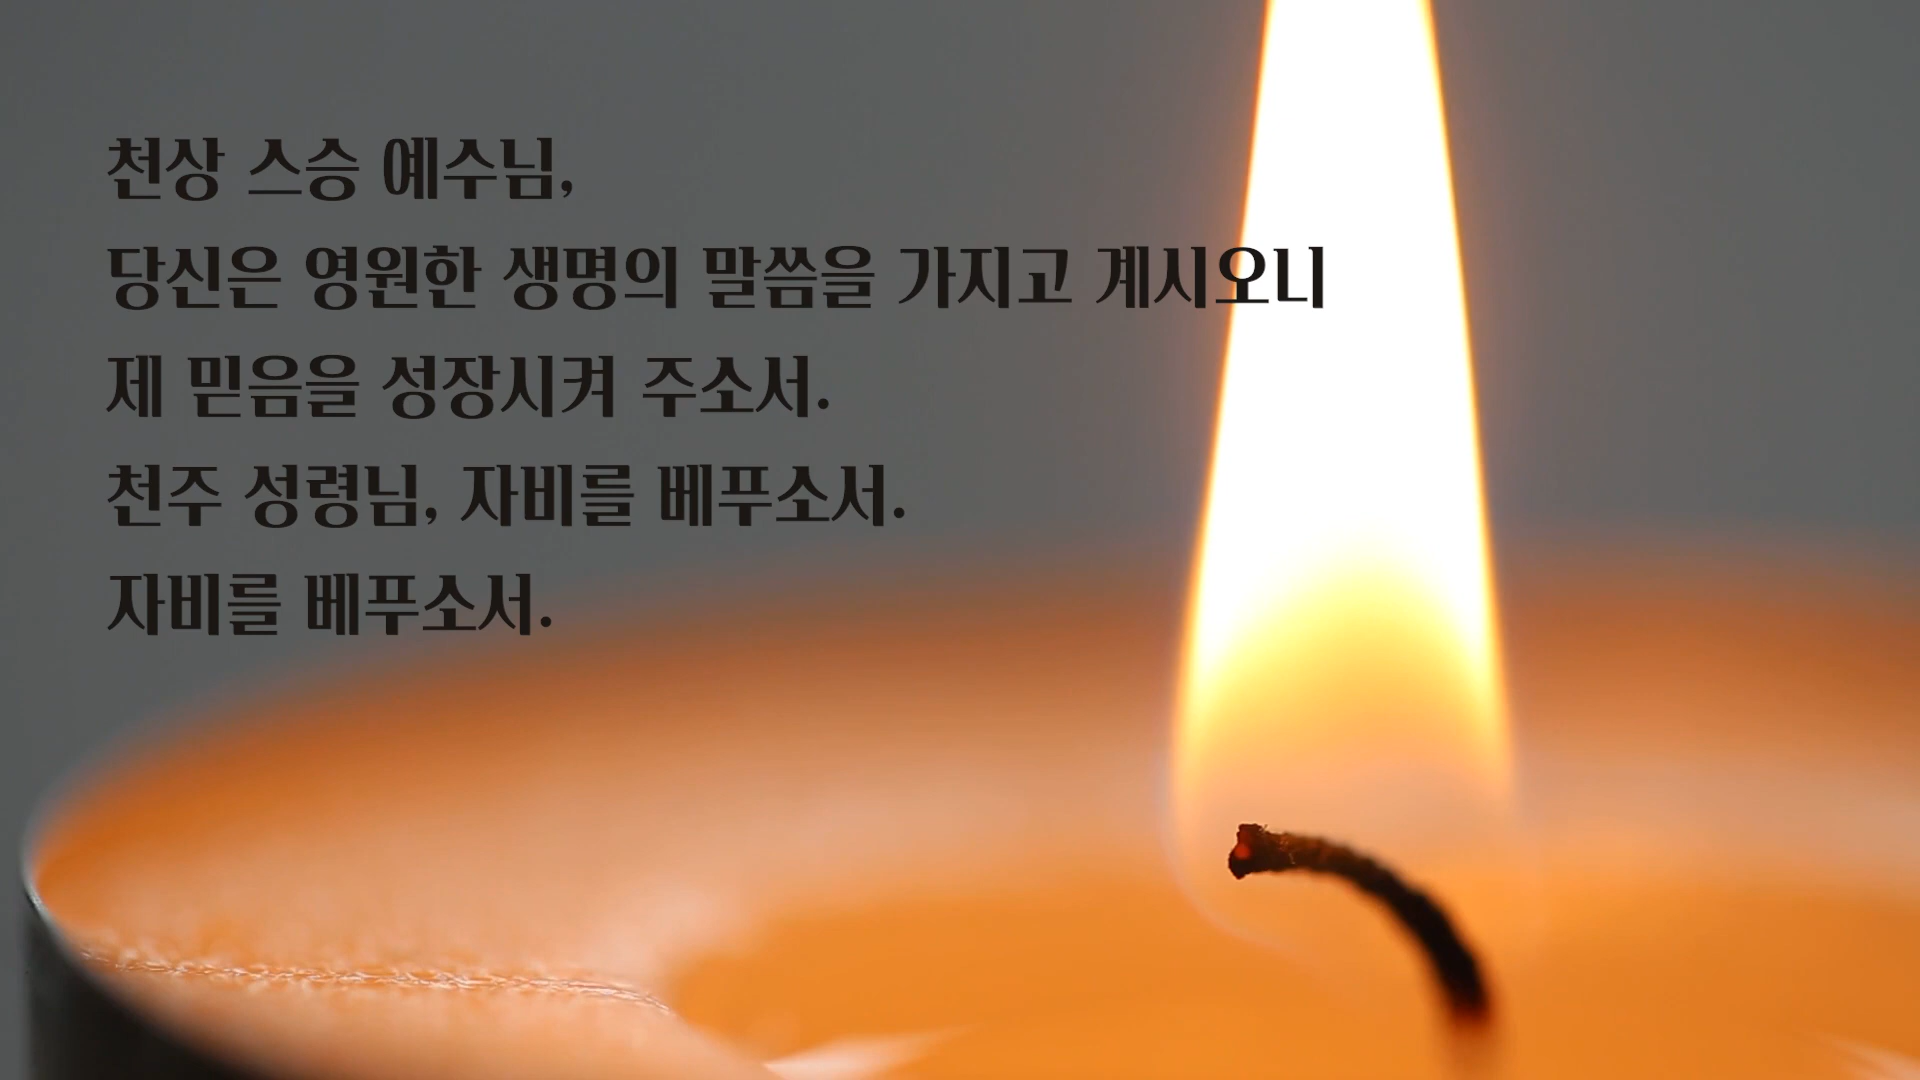 천상 스승 예수님,
당신은 영원한 생명의 말씀을 가지고 계시오니
제 믿음을 성장시켜 주소서.
천주 성령님, 자비를 베푸소서.
자비를 베푸소서.